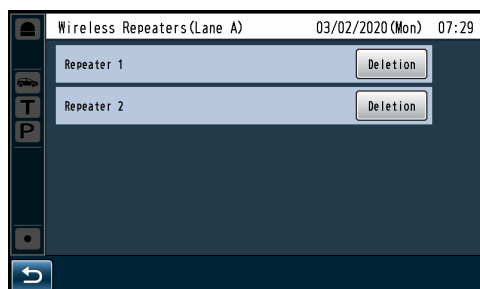 Wireless Repeaters(Lane A) 03/02/2020(Mon) 07:29
Repeater 1 Deletion
Repeater 2 Deletion
T
P